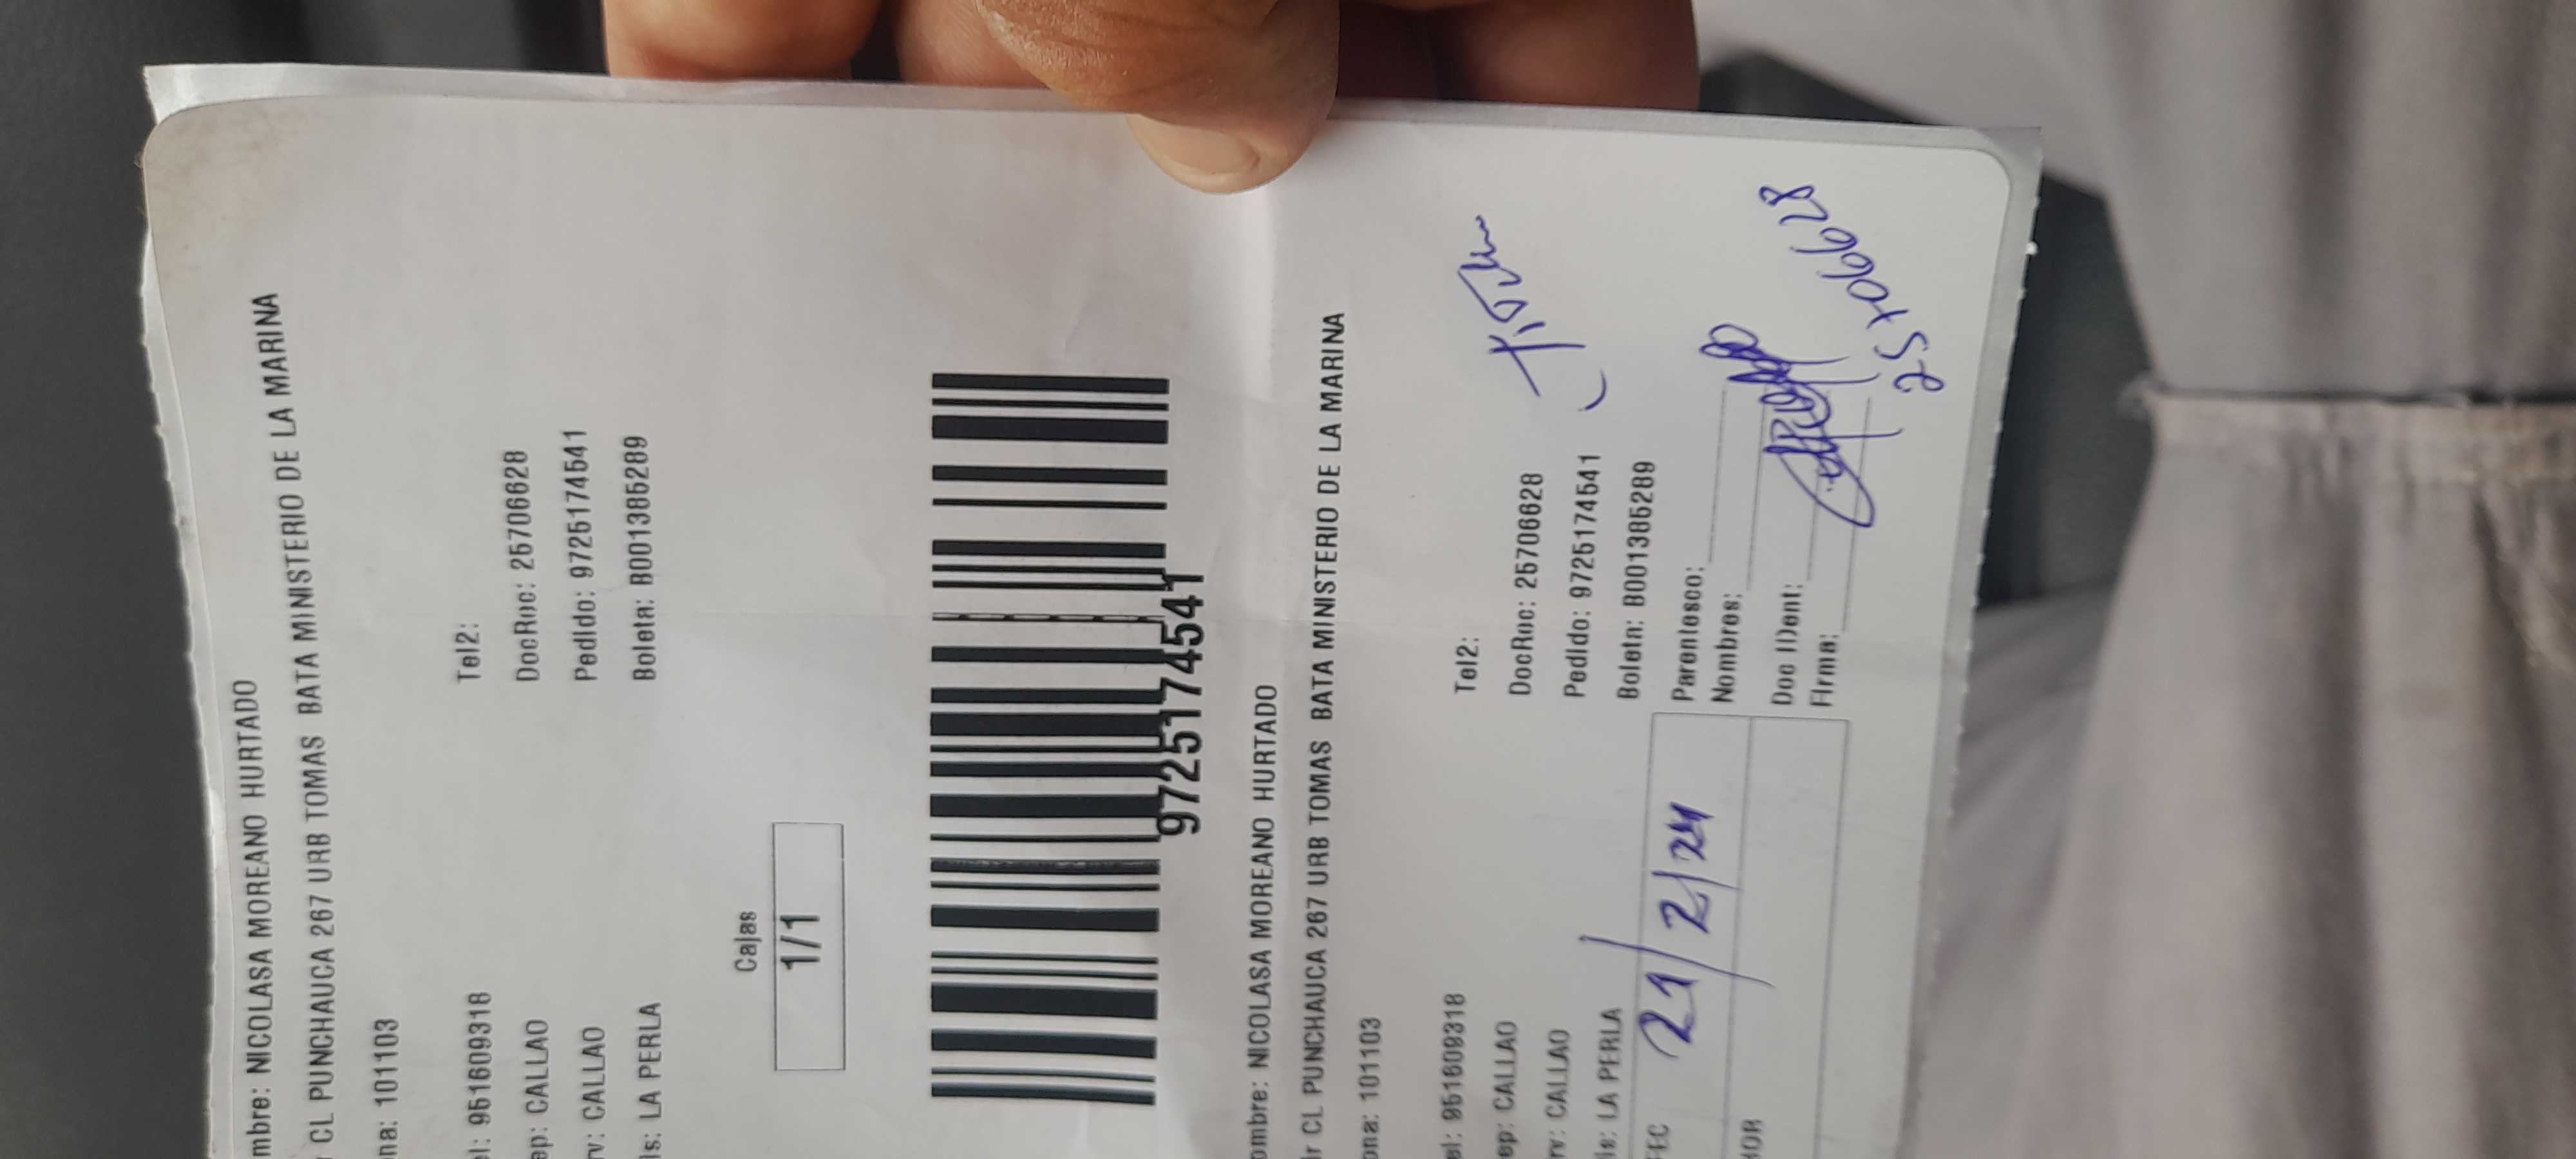 mbre: NICOLASA MOREANO HURTADO
r CL PUNCHAUCA 267 URB TOMAS BATA MINISTERIO DE LA MARINA
na: 101103
el: 951609318 Tel2:
ep: CALLAO DocRuc: 25706628
rv: CALLAO Pedido: 9725174541
is: LA PERLA Boleta: B001385289
Cajas
1/1
9725174541
ombre: NICOLASA MOREANO HURTADO
ir CL PUNCHAUCA 267 URB TOMAS BATA MINISTERIO DE LA MARINA
ona: 101103
el: 951609318 Tel2:
ep: CALLAO DocRuc: 25706628
rv: CALLAO Pedido: 9725174541
is: LA PERLA Boleta: B001385289
FEC 21/2/24 Parentesco:
Nombres:
HOR Doc IDent: 25706628
Firma: